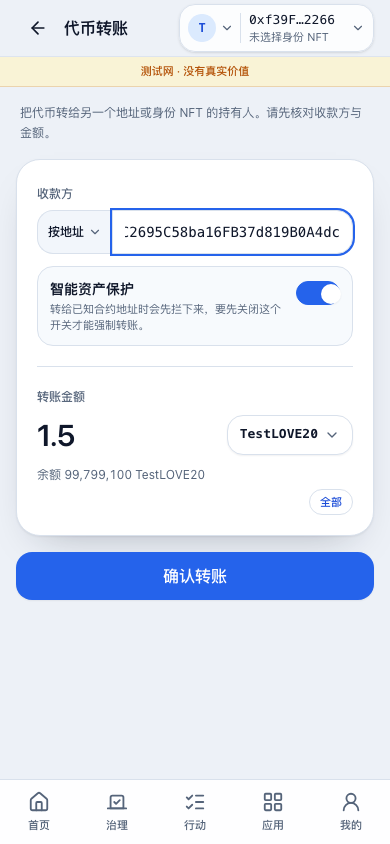 代币转账
T
0xf39F…2266
未选择身份 NFT
测试网 · 没有真实价值
把代币转给另一个地址或身份 NFT 的持有人。请先核对收款方与
金额。
收款方
按地址
2695C58ba16FB37d819B0A4dc
智能资产保护
转给已知合约地址时会先拦下来，要先关闭这个
开关才能强制转账。
转账金额
1.5
TestLOVE20
余额 99,799,100 TestLOVE20
全部
确认转账
首页
治理
行动
应用
我的